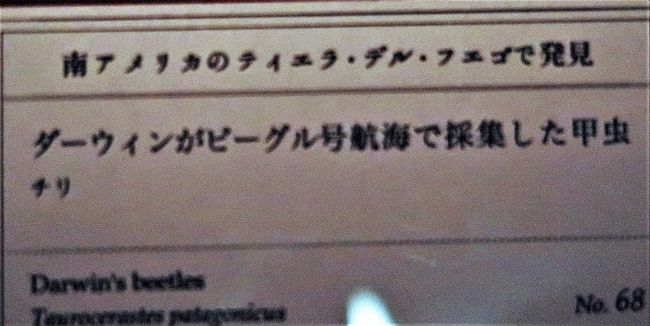 南アメリカのティエラ・デル・フエゴで発見
ダーウィンがビーグル号航海で採集した甲虫
チリ
Darwin's beetles
Taurocerastes patagonicus
No. 68